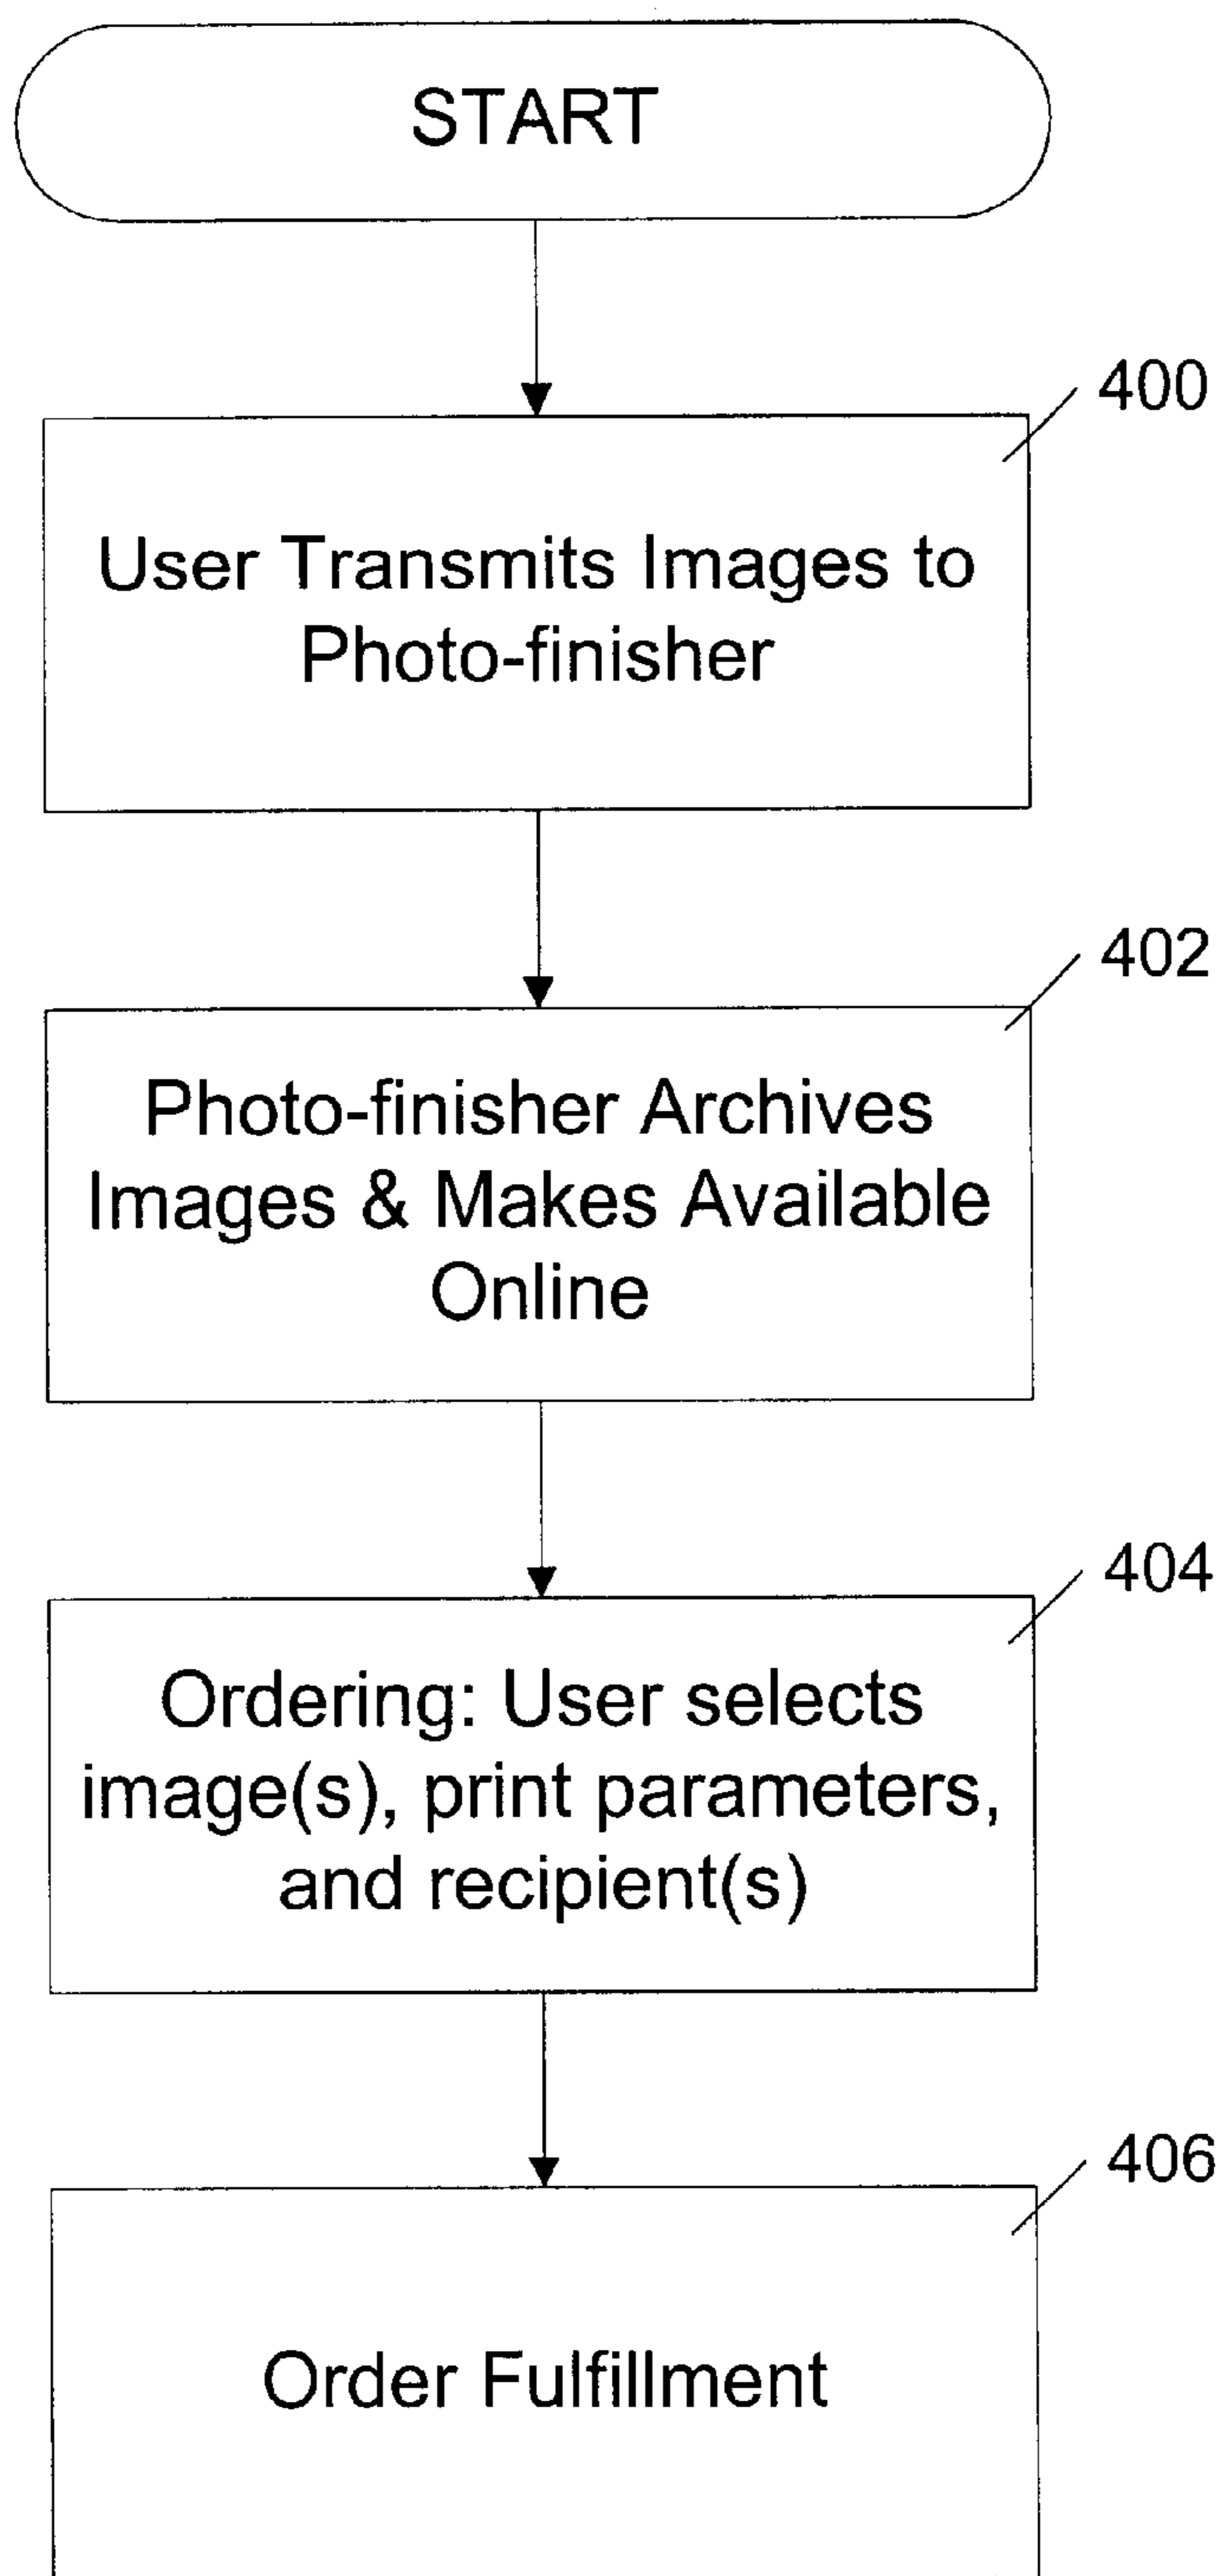 START
400
User Transmits Images to
Photo-finisher
402
Photo-finisher Archives
Images & Makes Available
Online
404
Ordering: User selects
image(s), print parameters,
and recipient(s)
406
Order Fulfillment